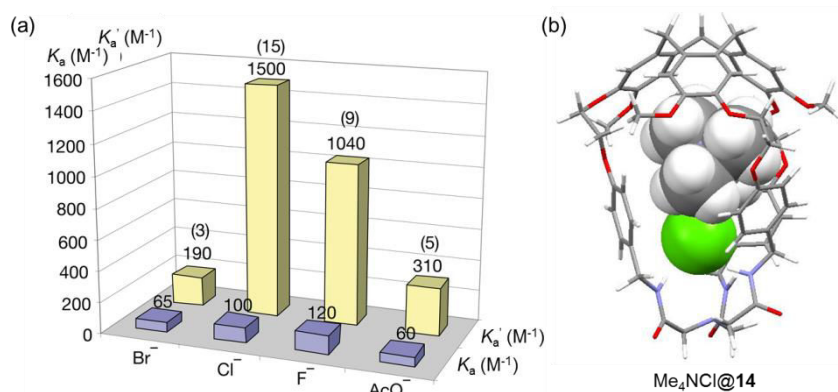 (a)
(b)
Kₐ' (M⁻¹)
Kₐ (M⁻¹)
1600
1400
1200
1000
800
600
400
200
0
(3)
190
(15)
1500
(9)
1040
(5)
310
65
100
120
60
Br⁻
Cl⁻
F⁻
AcO⁻
Kₐ' (M⁻¹)
Kₐ (M⁻¹)
Me₄NCl@14